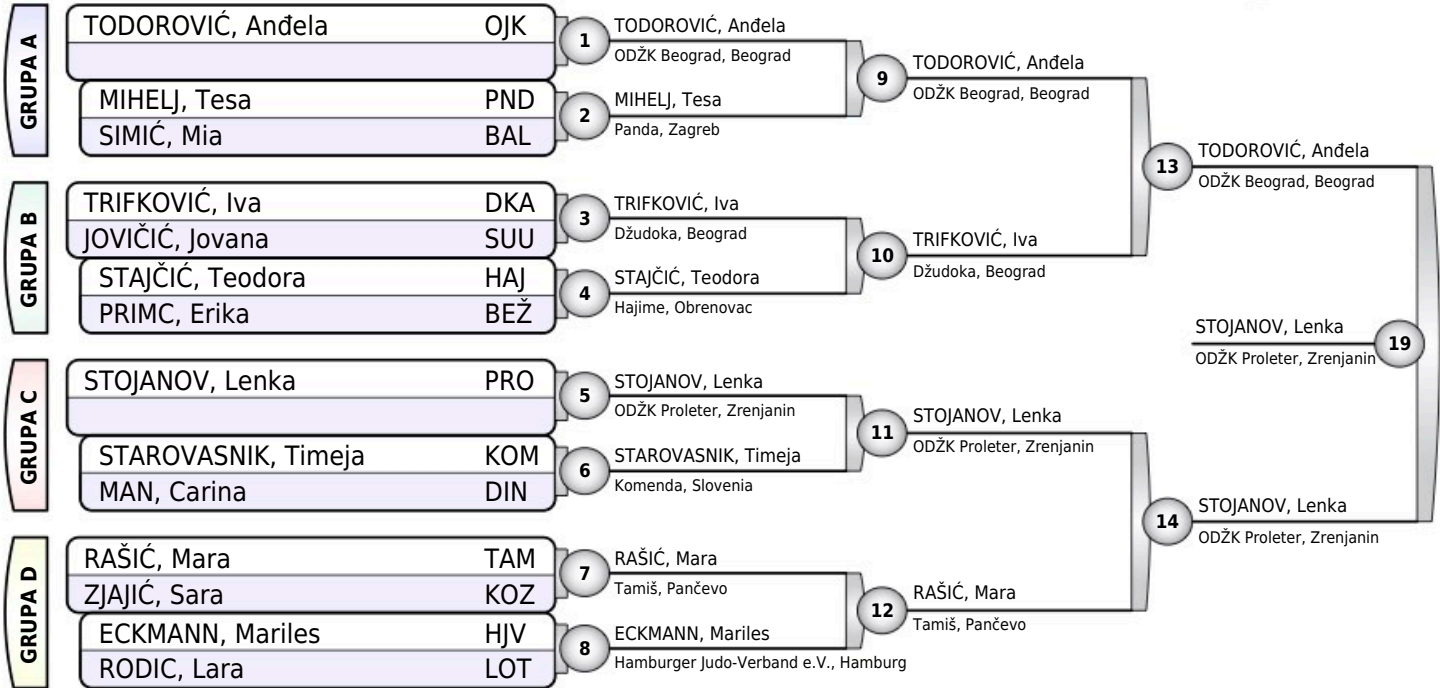 GRUPA A
TODOROVIĆ, Anđela OJK
MIHELJ, Tesa PND
SIMIĆ, Mia BAL
GRUPA B
TRIFKOVIĆ, Iva DKA
JOVIČIĆ, Jovana SUU
STAJČIĆ, Teodora HAJ
PRIMC, Erika BEŽ
GRUPA C
STOJANOV, Lenka PRO
STAROVASNIK, Timeja KOM
MAN, Carina DIN
GRUPA D
RAŠIĆ, Mara TAM
ZJAJIĆ, Sara KOZ
ECKMANN, Mariles HJV
RODIC, Lara LOT
1
TODOROVIĆ, Anđela
ODŽK Beograd, Beograd
2
MIHELJ, Tesa
Panda, Zagreb
3
TRIFKOVIĆ, Iva
Džudoka, Beograd
4
STAJČIĆ, Teodora
Hajime, Obrenovac
5
STOJANOV, Lenka
ODŽK Proleter, Zrenjanin
6
STAROVASNIK, Timeja
Komenda, Slovenia
7
RAŠIĆ, Mara
Tamiš, Pančevo
8
ECKMANN, Mariles
Hamburger Judo-Verband e.V., Hamburg
9
TODOROVIĆ, Anđela
ODŽK Beograd, Beograd
10
TRIFKOVIĆ, Iva
Džudoka, Beograd
11
STOJANOV, Lenka
ODŽK Proleter, Zrenjanin
12
RAŠIĆ, Mara
Tamiš, Pančevo
13
TODOROVIĆ, Anđela
ODŽK Beograd, Beograd
14
STOJANOV, Lenka
ODŽK Proleter, Zrenjanin
STOJANOV, Lenka
ODŽK Proleter, Zrenjanin
19